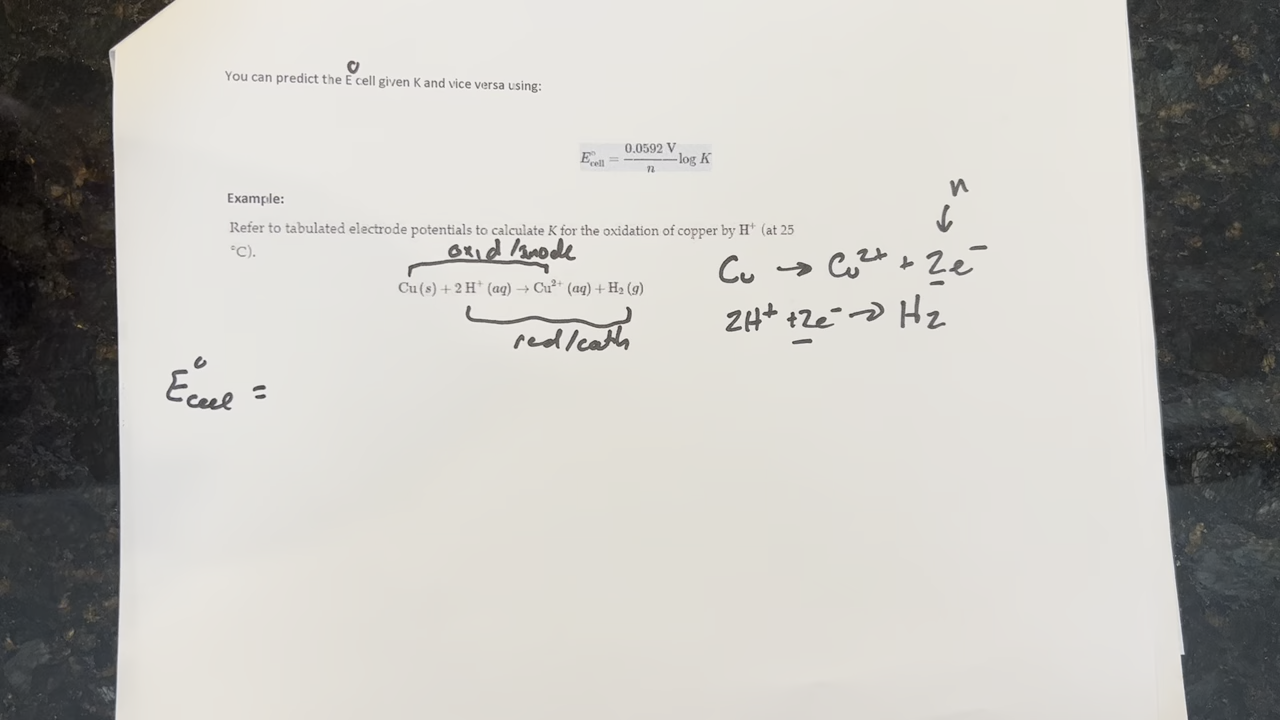 o
You can predict the E cell given K and vice versa using:
E°cell = 0.0592 V / n log K
n
↓
Example:
Refer to tabulated electrode potentials to calculate K for the oxidation of copper by H⁺ (at 25
°C).
oxid/anode
Cu → Cu²⁺ + 2e⁻
Cu (s) + 2 H⁺ (aq) → Cu²⁺ (aq) + H₂ (g)
2H⁺ + 2e⁻ → H₂
red/cath
E°cell =